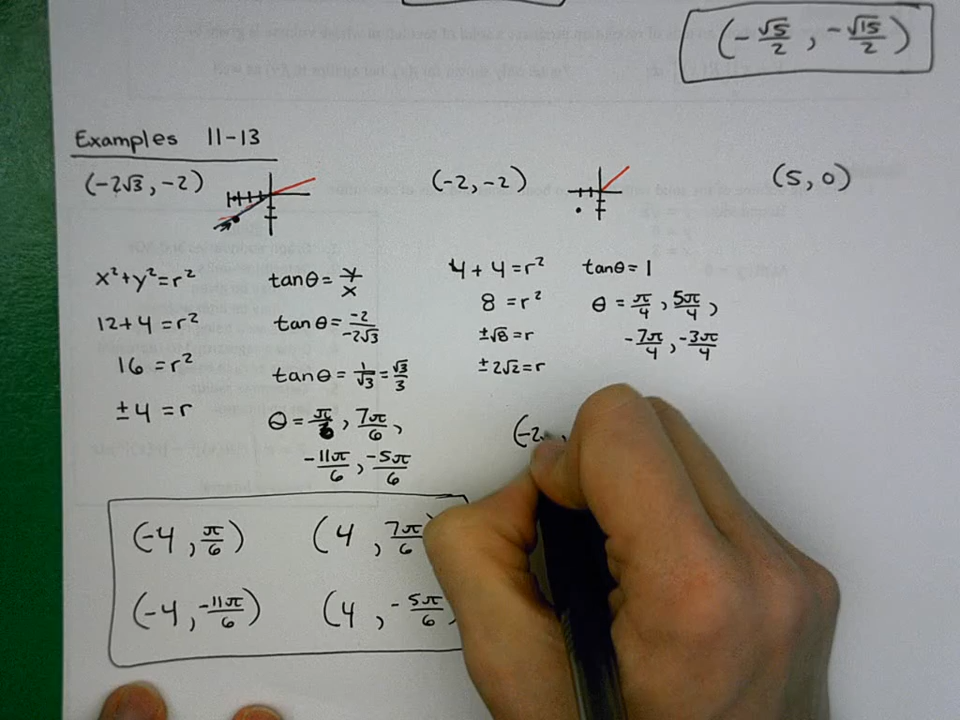 (-√5/2, -√15/2)
Examples 11-13
(-2√3, -2)
(-2, -2)
(5, 0)
x² + y² = r²
12 + 4 = r²
16 = r²
±4 = r
tanθ = y/x
tanθ = -2/-2√3
tanθ = 1/√3 = √3/3
θ = π/6, 7π/6,
-11π/6, -5π/6
(-4, π/6) (4, 7π/6)
(-4, -11π/6) (4, -5π/6)
4 + 4 = r²
8 = r²
±√8 = r
±2√2 = r
tanθ = 1
θ = π/4, 5π/4,
-7π/4, -3π/4
(-2